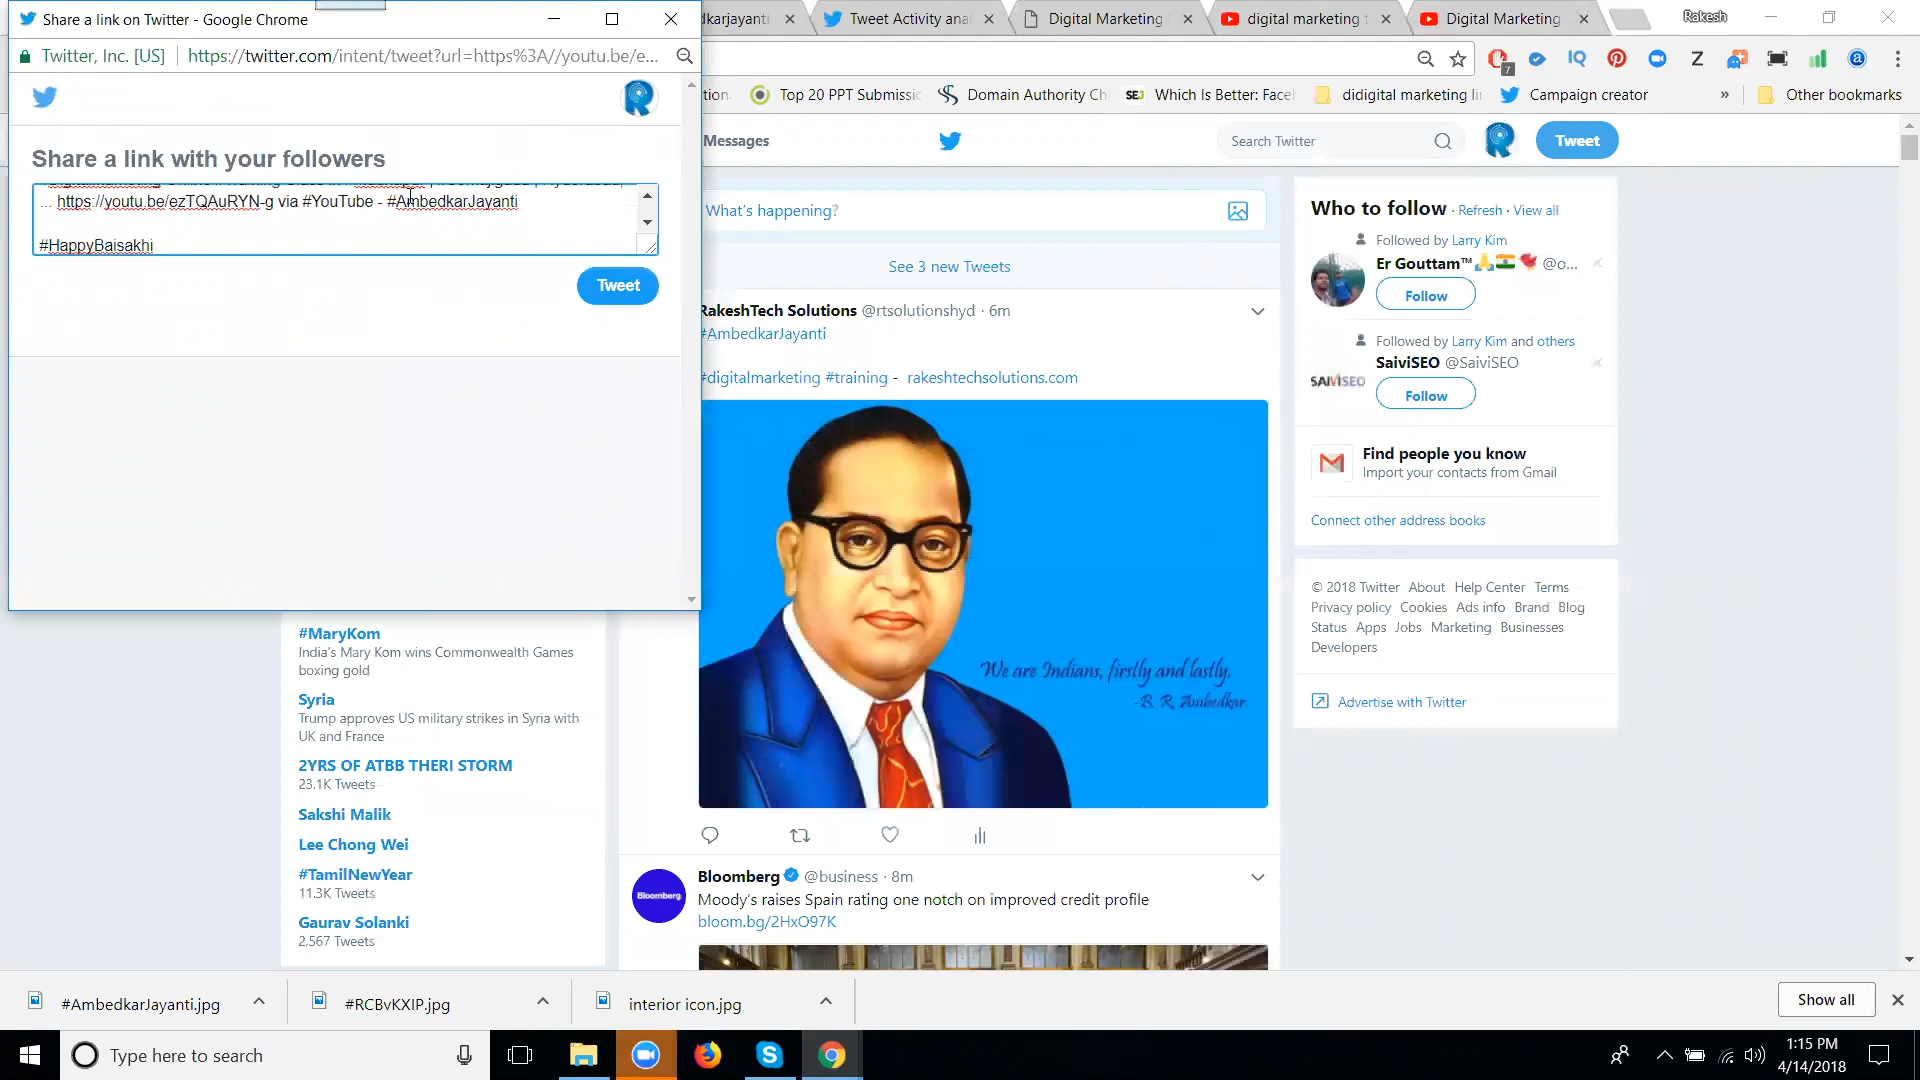 Share a link on Twitter - Google Chrome
Twitter, Inc. [US]
https://twitter.com/intent/tweet?url=https%3A//youtu.be/e...
Share a link with your followers
... https://youtu.be/ezTQAuRYN-g via #YouTube - #AmbedkarJayanti
#HappyBaisakhi
Tweet
Tweet Activity ana
Digital Marketing
digital marketing t
Digital Marketing
Rakesh
7
Top 20 PPT Submissic
Domain Authority Ch
SEJ
Which Is Better: Face
didigital marketing li
Campaign creator
»
Other bookmarks
Messages
Search Twitter
Tweet
What's happening?
See 3 new Tweets
RakeshTech Solutions @rtsolutionshyd · 6m
#AmbedkarJayanti
#digitalmarketing #training - rakeshtechsolutions.com
We are Indians, firstly and lastly.
-B. R. Ambedkar
Bloomberg @business · 8m
Bloomberg
Moody's raises Spain rating one notch on improved credit profile
bloom.bg/2HxO97K
#MaryKom
India's Mary Kom wins Commonwealth Games
boxing gold
Syria
Trump approves US military strikes in Syria with
UK and France
2YRS OF ATBB THERI STORM
23.1K Tweets
Sakshi Malik
Lee Chong Wei
#TamilNewYear
11.3K Tweets
Gaurav Solanki
2,567 Tweets
Who to follow · Refresh · View all
Followed by Larry Kim
Er Gouttam™ @o...
Follow
Followed by Larry Kim and others
SaiviSEO @SaiviSEO
SAIVISEO
Follow
Find people you know
Import your contacts from Gmail
Connect other address books
© 2018 Twitter About Help Center Terms
Privacy policy Cookies Ads info Brand Blog
Status Apps Jobs Marketing Businesses
Developers
Advertise with Twitter
#AmbedkarJayanti.jpg
#RCBvKXIP.jpg
interior icon.jpg
Show all
Type here to search
1:15 PM
4/14/2018